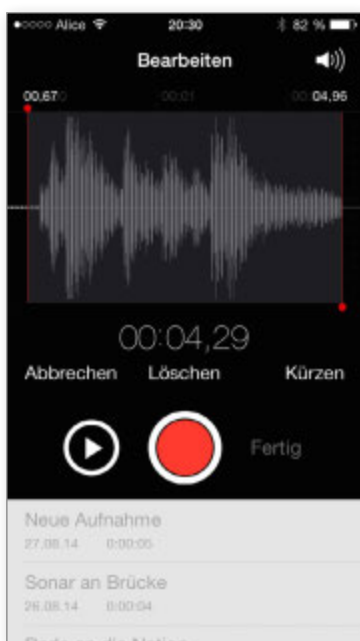 Alice 20:30 82 %
Bearbeiten
00,67 00:01 00:04,96
00:04,29
Abbrechen Löschen Kürzen
Fertig
Neue Aufnahme
27.08.14 0:00:05
Sonar an Brücke
26.08.14 0:00:04